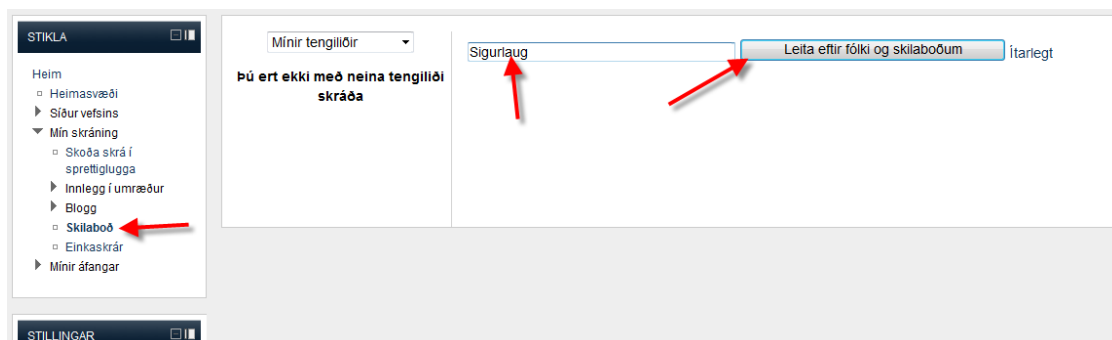 STIKLA
Heim
Heimasvæði
Síður vefsins
Mín skráning
Skoða skrá í
sprettiglugga
Innlegg í umræður
Blogg
Skilaboð
Einkaskrár
Mínir áfangar
STILLINGAR
Mínir tengiliðir
Þú ert ekki með neina tengiliði
skráða
Sigurlaug
Leita eftir fólki og skilaboðum
Ítarlegt